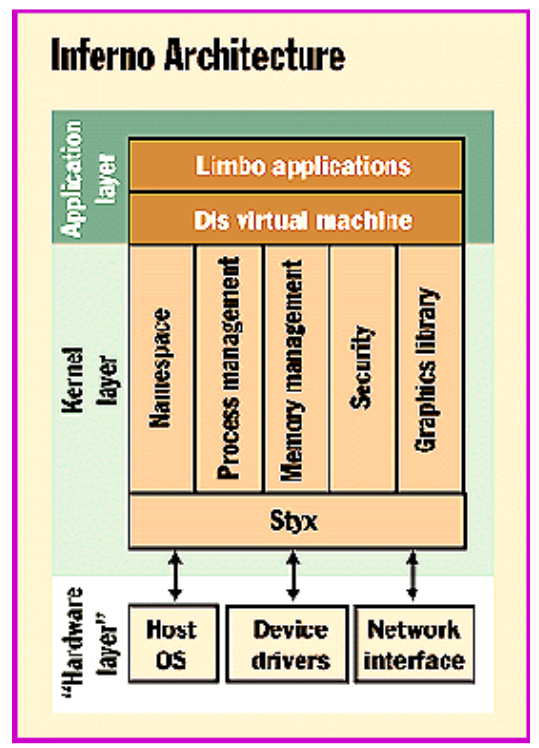 Inferno Architecture
Application
layer
Limbo applications
Dis virtual machine
Kernel
layer
Namespace
Process management
Memory management
Security
Graphics library
Styx
“Hardware
layer”
Host
OS
Device
drivers
Network
interface